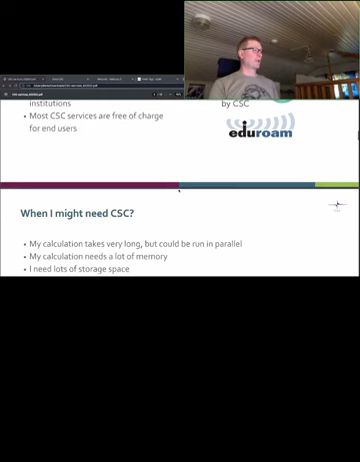 institutions
• Most CSC services are free of charge
for end users
by CSC
eduroam
When I might need CSC?
• My calculation takes very long, but could be run in parallel
• My calculation needs a lot of memory
• I need lots of storage space